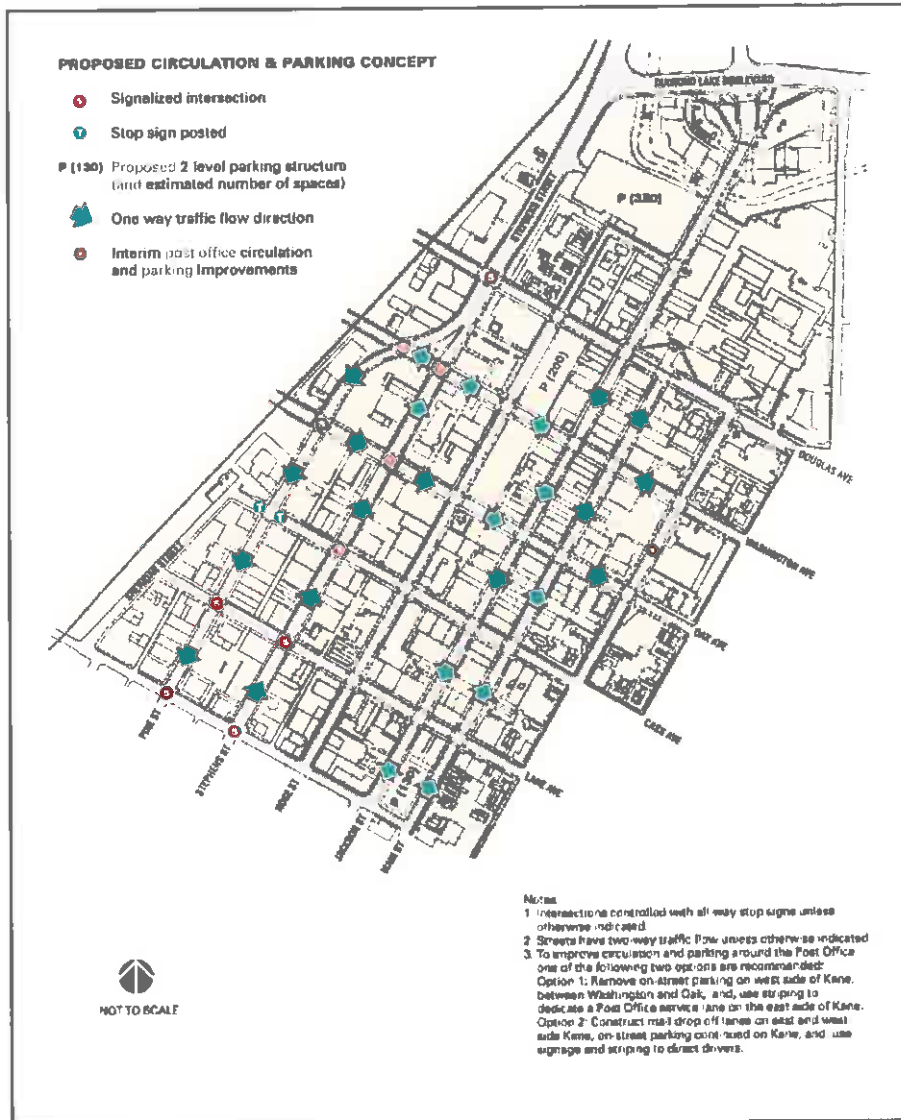 PROPOSED CIRCULATION & PARKING CONCEPT
Signalized intersection
Stop sign posted
P (130) Proposed 2 level parking structure
(and estimated number of spaces)
One way traffic flow direction
Interim post office circulation
and parking improvements
DIAMOND LAKE BOULEVARD
STEPHENS STREET
P (200)
DOUGLAS AVE
WASHINGTON AVE
OAK AVE
CASS AVE
LANE AVE
P (130)
PINE ST
STEPHENS ST
ROSE ST
JACKSON ST
MAIN ST
NOT TO SCALE
Notes
1 Intersections controlled with all way stop signs unless
otherwise indicated
2 Streets have two-way traffic flow unless otherwise indicated
3. To improve circulation and parking around the Post Office
one of the following two options are recommended:
Option 1: Remove on-street parking on west side of Kane,
between Washington and Oak, and, use striping to
dedicate a Post Office service lane on the east side of Kane.
Option 2: Construct mail drop off lanes on east and west
side Kane, on-street parking continued on Kane, and use
signage and striping to direct drivers.